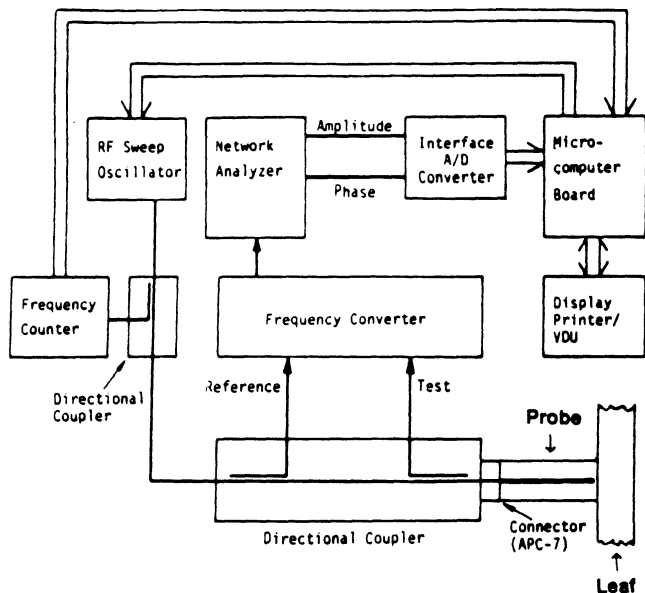 RF Sweep
Oscillator
Network
Analyzer
Amplitude
Phase
Interface
A/D
Converter
Micro-
computer
Board
Frequency
Counter
Directional
Coupler
Frequency Converter
Display
Printer/
VDU
Reference
Test
Directional Coupler
Probe
Connector
(APC-7)
Leaf